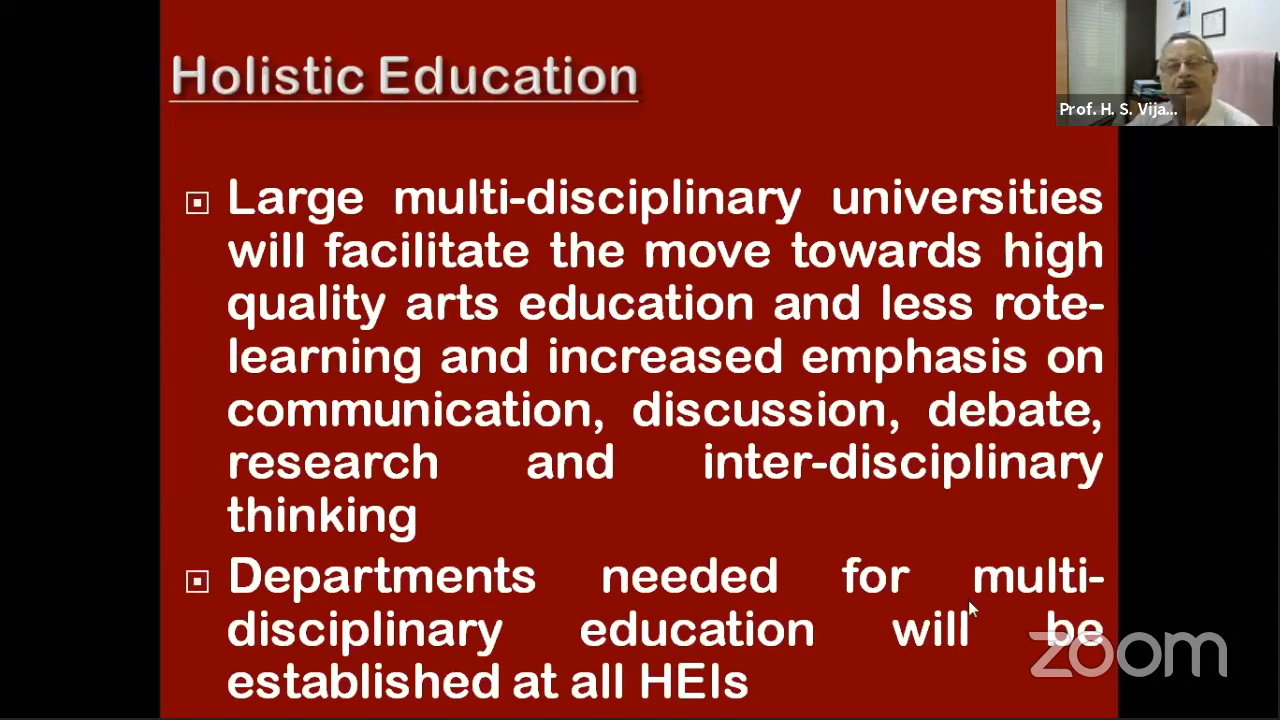 Holistic Education
Prof. H. S. Vija...
Large multi-disciplinary universities
will facilitate the move towards high
quality arts education and less rote-
learning and increased emphasis on
communication, discussion, debate,
research and inter-disciplinary
thinking
Departments needed for multi-
disciplinary education will be
established at all HEIs
zoom